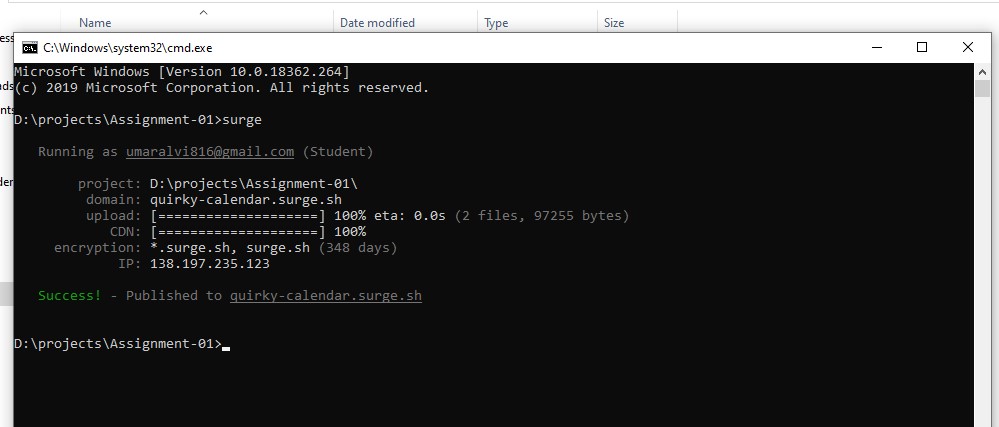 Name Date modified Type Size
C:\Windows\system32\cmd.exe
Microsoft Windows [Version 10.0.18362.264]
(c) 2019 Microsoft Corporation. All rights reserved.
D:\projects\Assignment-01>surge
Running as umaralvi816@gmail.com (Student)
project: D:\projects\Assignment-01\
domain: quirky-calendar.surge.sh
upload: [====================] 100% eta: 0.0s (2 files, 97255 bytes)
CDN: [====================] 100%
encryption: *.surge.sh, surge.sh (348 days)
IP: 138.197.235.123
Success! - Published to quirky-calendar.surge.sh
D:\projects\Assignment-01>